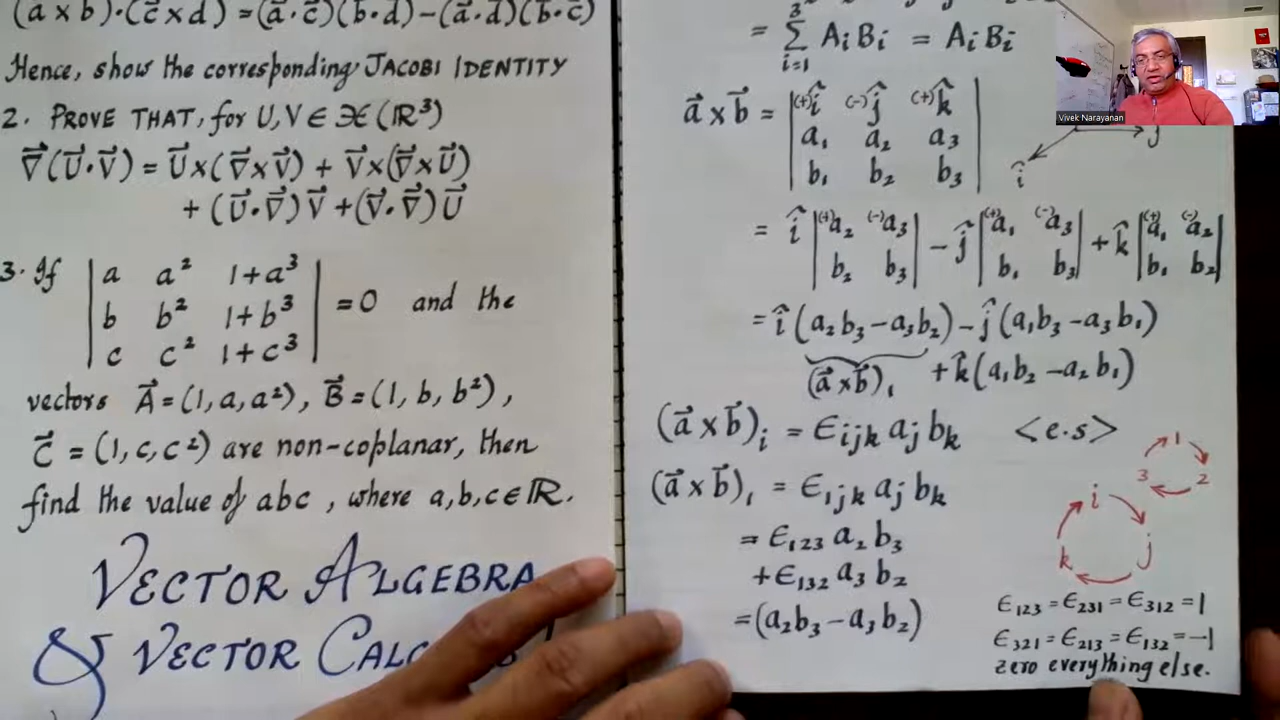 (a×b)·(c⃗×d) = (a⃗·c⃗)(b·d) − (a⃗·d)(b·c⃗)
Hence, show the corresponding JACOBI IDENTITY
2. PROVE THAT, for U, V ∈ ℋ(ℝ³)
∇⃗(U⃗·V⃗) = U⃗×(∇⃗×V⃗) + V⃗×(∇⃗×U⃗)
+ (U⃗·∇⃗)V⃗ + (V⃗·∇⃗)U⃗
3. If | a a² 1+a³ |
| b b² 1+b³ | = 0 and the
| c c² 1+c³ |
vectors A⃗ = (1, a, a²), B⃗ = (1, b, b²),
C⃗ = (1, c, c²) are non-coplanar, then
find the value of abc, where a, b, c ∈ ℝ.
VECTOR ALGEBRA
& VECTOR
= Σ³ᵢ₌₁ AᵢBᵢ = AᵢBᵢ
a⃗×b⃗ = | (+)î (−)ĵ (+)k̂ |
| a₁ a₂ a₃ |
| b₁ b₂ b₃ |
= î | (+)a₂ (−)a₃ | − ĵ | (+)a₁ (−)a₃ | + k̂ | (+)a₁ (−)a₂ |
| b₂ b₃ | | b₁ b₃ | | b₁ b₂ |
= î(a₂b₃ − a₃b₂) − ĵ(a₁b₃ − a₃b₁)
(a⃗×b⃗)₁ + k̂(a₁b₂ − a₂b₁)
(a⃗×b⃗)ᵢ = ϵᵢⱼₖ aⱼ bₖ <e.s>
(a⃗×b⃗)₁ = ϵ₁ⱼₖ aⱼ bₖ
= ϵ₁₂₃ a₂ b₃
+ ϵ₁₃₂ a₃ b₂
= (a₂b₃ − a₃b₂)
1
3 2
i
k j
ϵ₁₂₃ = ϵ₂₃₁ = ϵ₃₁₂ = 1
ϵ₃₂₁ = ϵ₂₁₃ = ϵ₁₃₂ = −1
zero everything else.
î
j
Vivek Narayanan